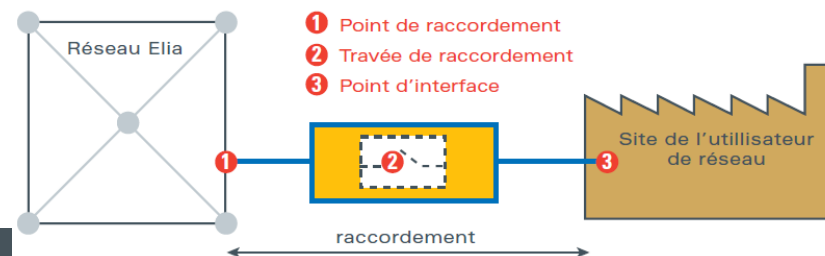 Réseau Elia
1 Point de raccordement
2 Travée de raccordement
3 Point d'interface
1
2
3
Site de l'utillisateur
de réseau
raccordement